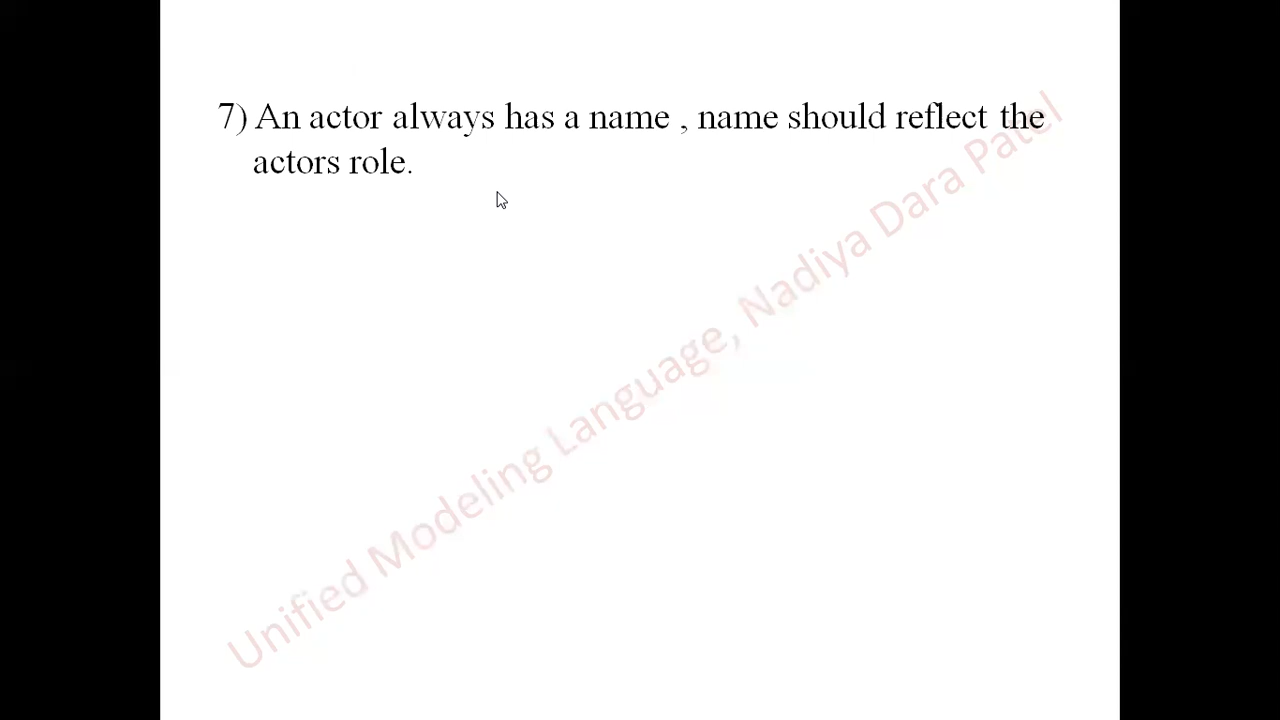 7) An actor always has a name , name should reflect the
actors role.
Unified Modeling Language, Nadiya Dara Patel